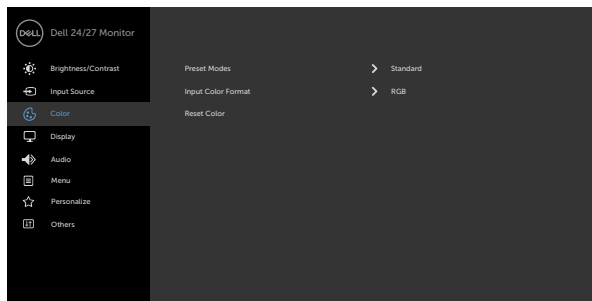 DELL Dell 24/27 Monitor
Brightness/Contrast
Input Source
Color
Display
Audio
Menu
Personalize
Others
Preset Modes Standard
Input Color Format RGB
Reset Color